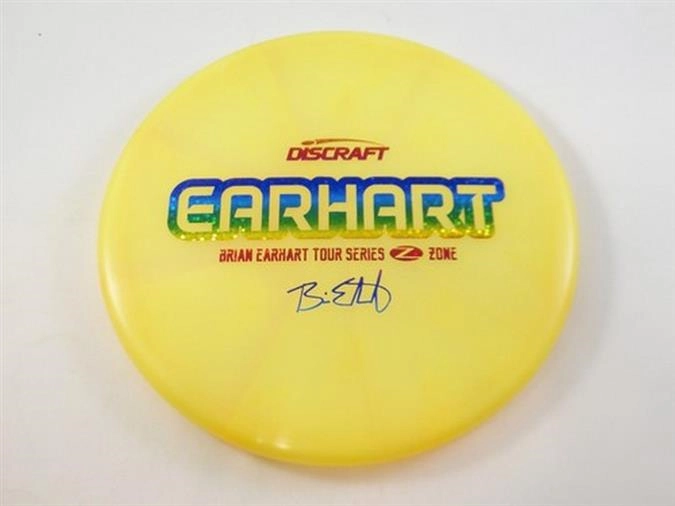 DISCRAFT
EARHART
BRIAN EARHART TOUR SERIES Z ZONE